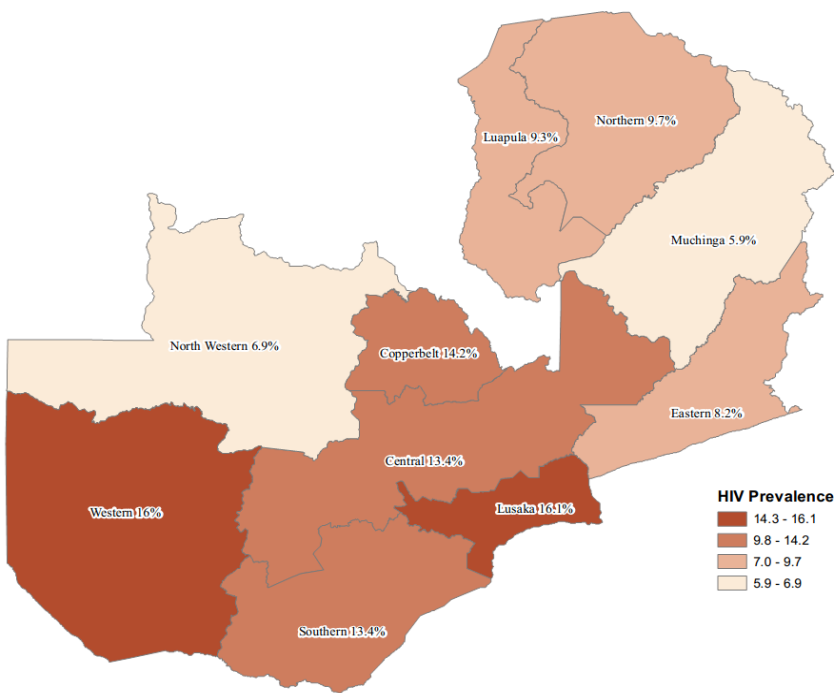 Northern 9.7%
Luapula 9.3%
Muchinga 5.9%
North Western 6.9%
Copperbelt 14.2%
Eastern 8.2%
Central 13.4%
Western 16%
Lusaka 16.1%
Southern 13.4%
HIV Prevalence
14.3 - 16.1
9.8 - 14.2
7.0 - 9.7
5.9 - 6.9